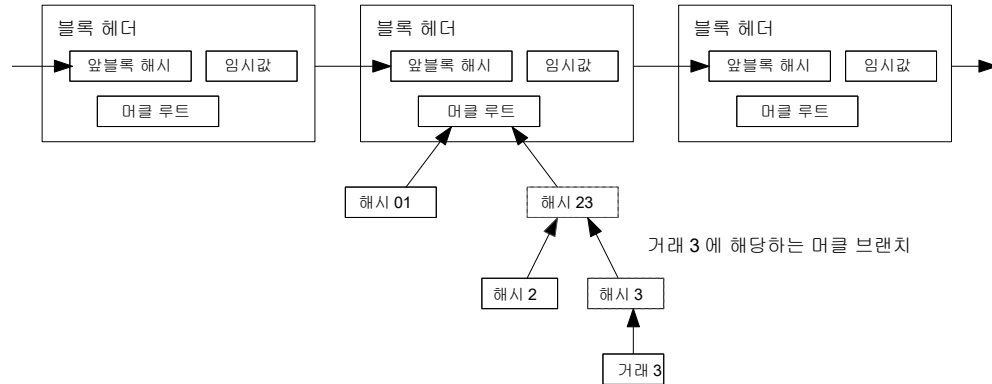 블록 헤더
앞블록 해시
임시값
머클 루트
블록 헤더
앞블록 해시
임시값
머클 루트
블록 헤더
앞블록 해시
임시값
머클 루트
해시 01
해시 23
거래 3 에 해당하는 머클 브랜치
해시 2
해시 3
거래 3